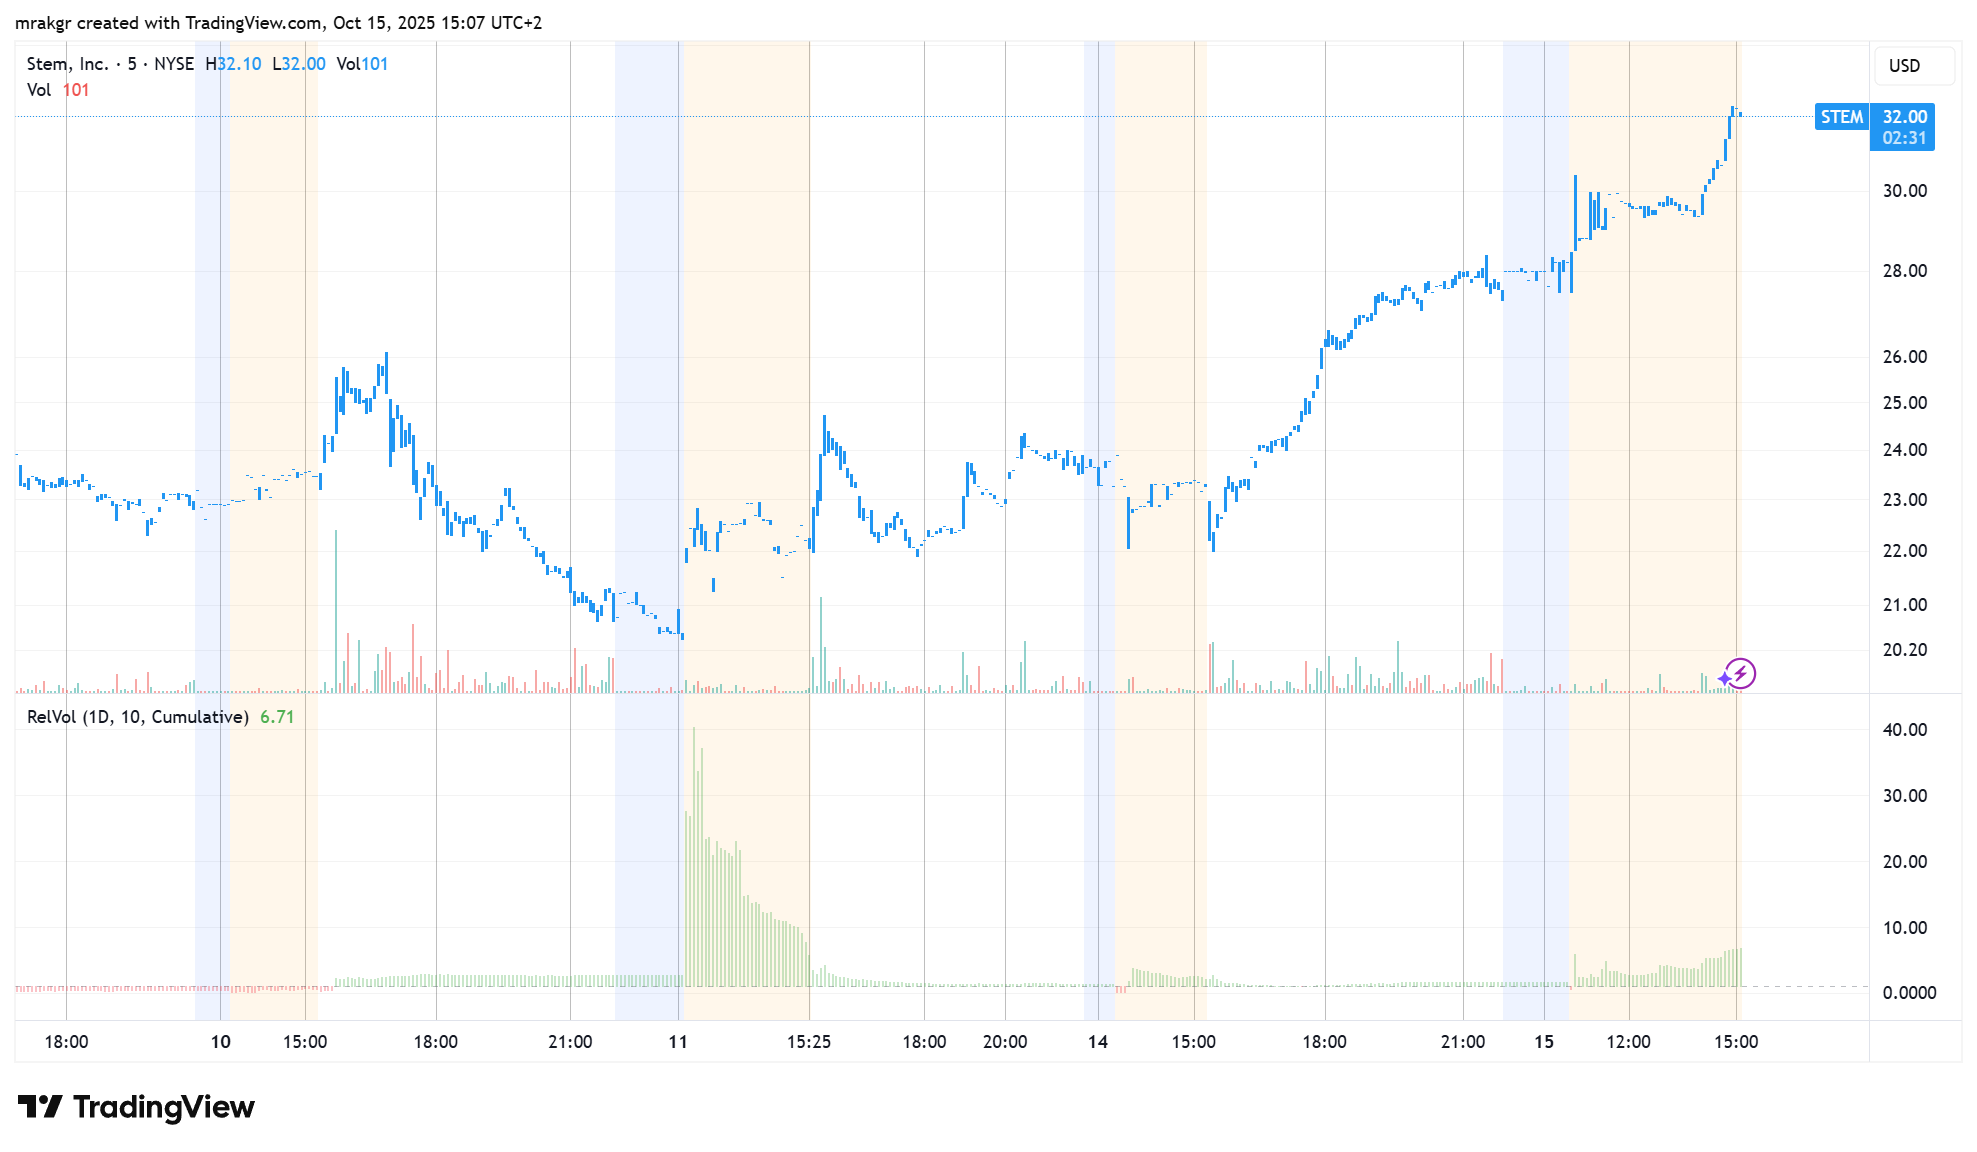 mrakgr created with TradingView.com, Oct 15, 2025 15:07 UTC+2
Stem, Inc. · 5 · NYSE H32.10 L32.00 Vol101
Vol 101
USD
STEM 32.00
02:31
30.00
28.00
26.00
25.00
24.00
23.00
22.00
21.00
20.20
RelVol (1D, 10, Cumulative) 6.71
40.00
30.00
20.00
10.00
0.0000
18:00 10 15:00 18:00 21:00 11 15:25 18:00 20:00 14 15:00 18:00 21:00 15 12:00 15:00
TradingView